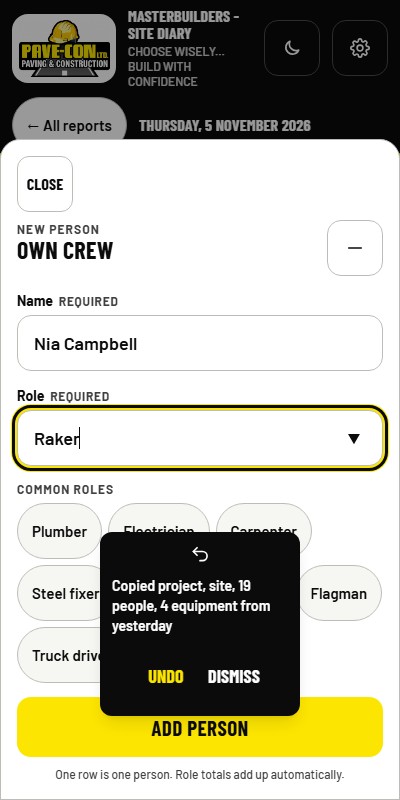 PAVE-CON LTD.
PAVING & CONSTRUCTION
MASTERBUILDERS -
SITE DIARY
CHOOSE WISELY...
BUILD WITH
CONFIDENCE
← All reports
THURSDAY, 5 NOVEMBER 2026
CLOSE
NEW PERSON
OWN CREW
Name REQUIRED
Nia Campbell
Role REQUIRED
Raker
COMMON ROLES
Plumber Electrician Carpenter
Steel fixer Flagman
Truck
Copied project, site, 19
people, 4 equipment from
yesterday
UNDO DISMISS
ADD PERSON
One row is one person. Role totals add up automatically.